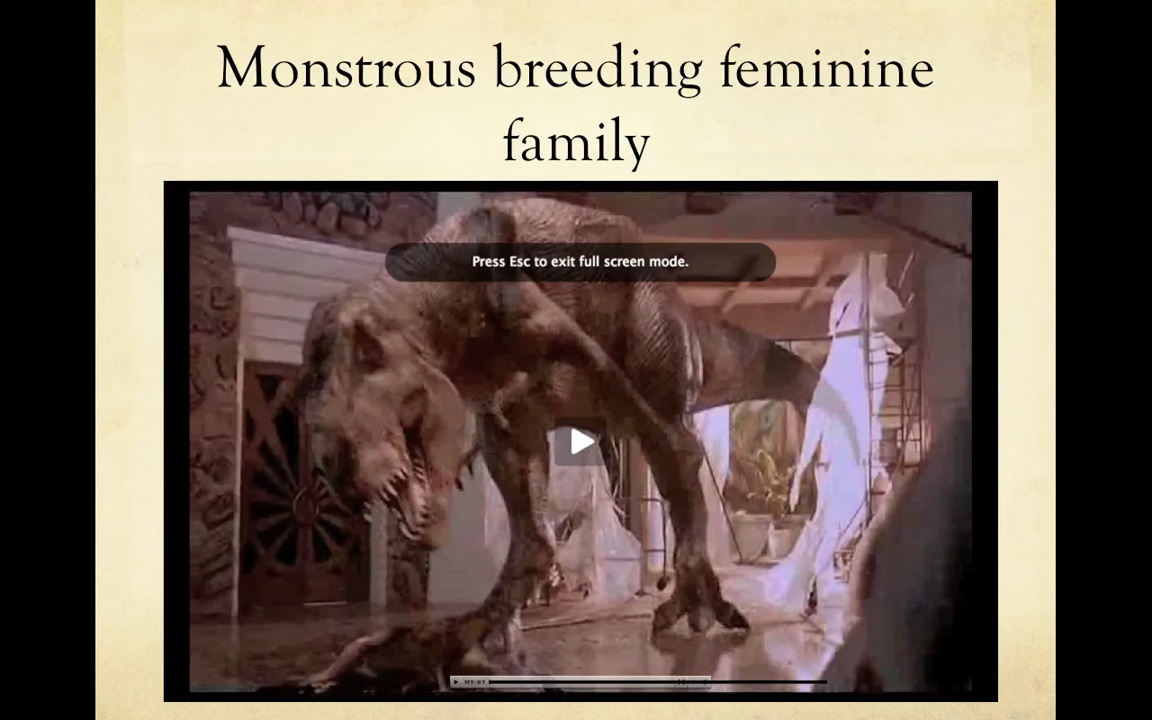 Monstrous breeding feminine
family
Press Esc to exit full screen mode.